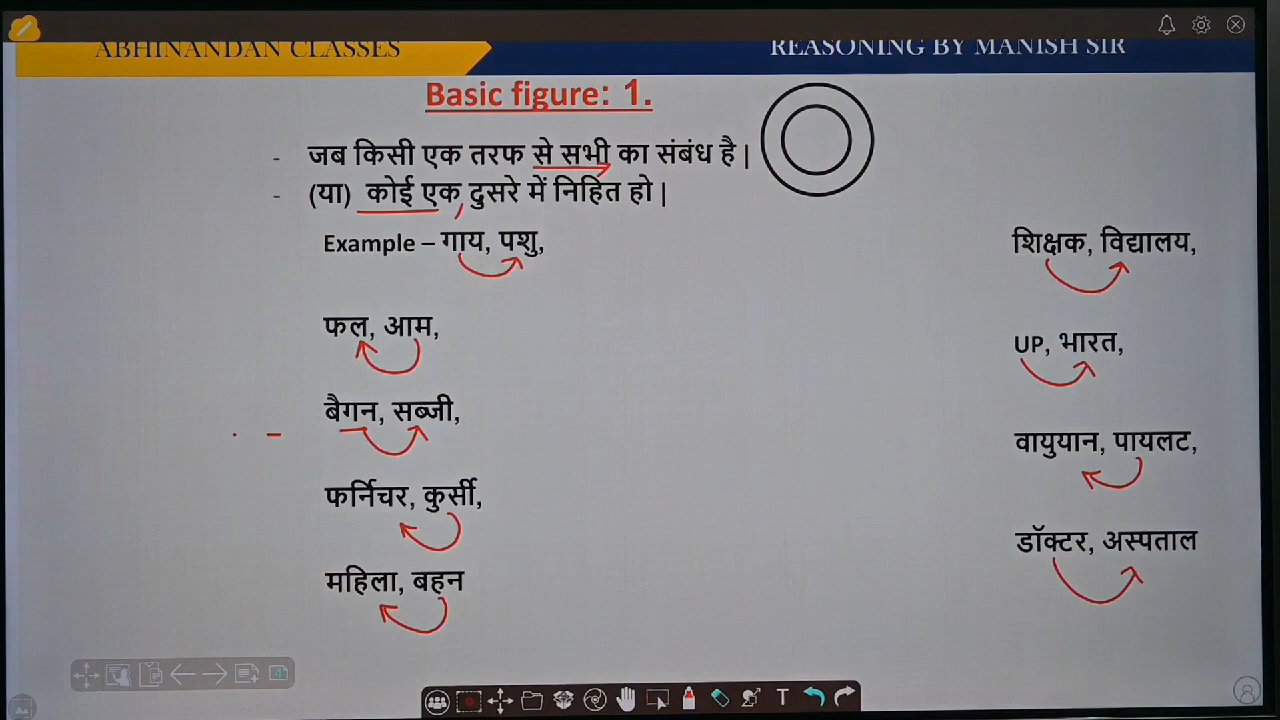 ABHINANDAN CLASSES
REASONING BY MANISH SIR
Basic figure: 1.
- जब किसी एक तरफ से सभी का संबंध है |
- (या) कोई एक दुसरे में निहित हो |
Example – गाय, पशु,
फल, आम,
बैगन, सब्जी,
फर्निचर, कुर्सी,
महिला, बहन
शिक्षक, विद्यालय,
UP, भारत,
वायुयान, पायलट,
डॉक्टर, अस्पताल
T